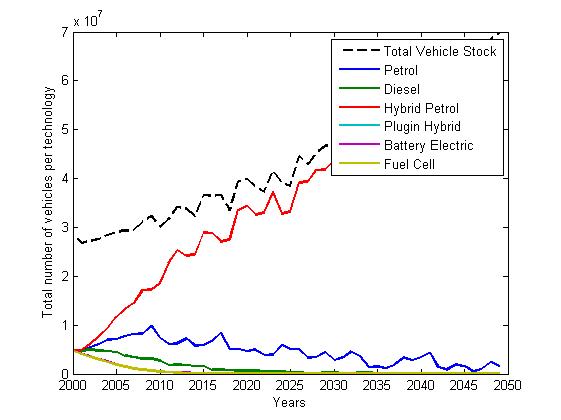 x 10^7
7
6
5
4
3
2
1
0
Total number of vehicles per technology
Total Vehicle Stock
Petrol
Diesel
Hybrid Petrol
Plugin Hybrid
Battery Electric
Fuel Cell
2000 2005 2010 2015 2020 2025 2030 2035 2040 2045 2050
Years